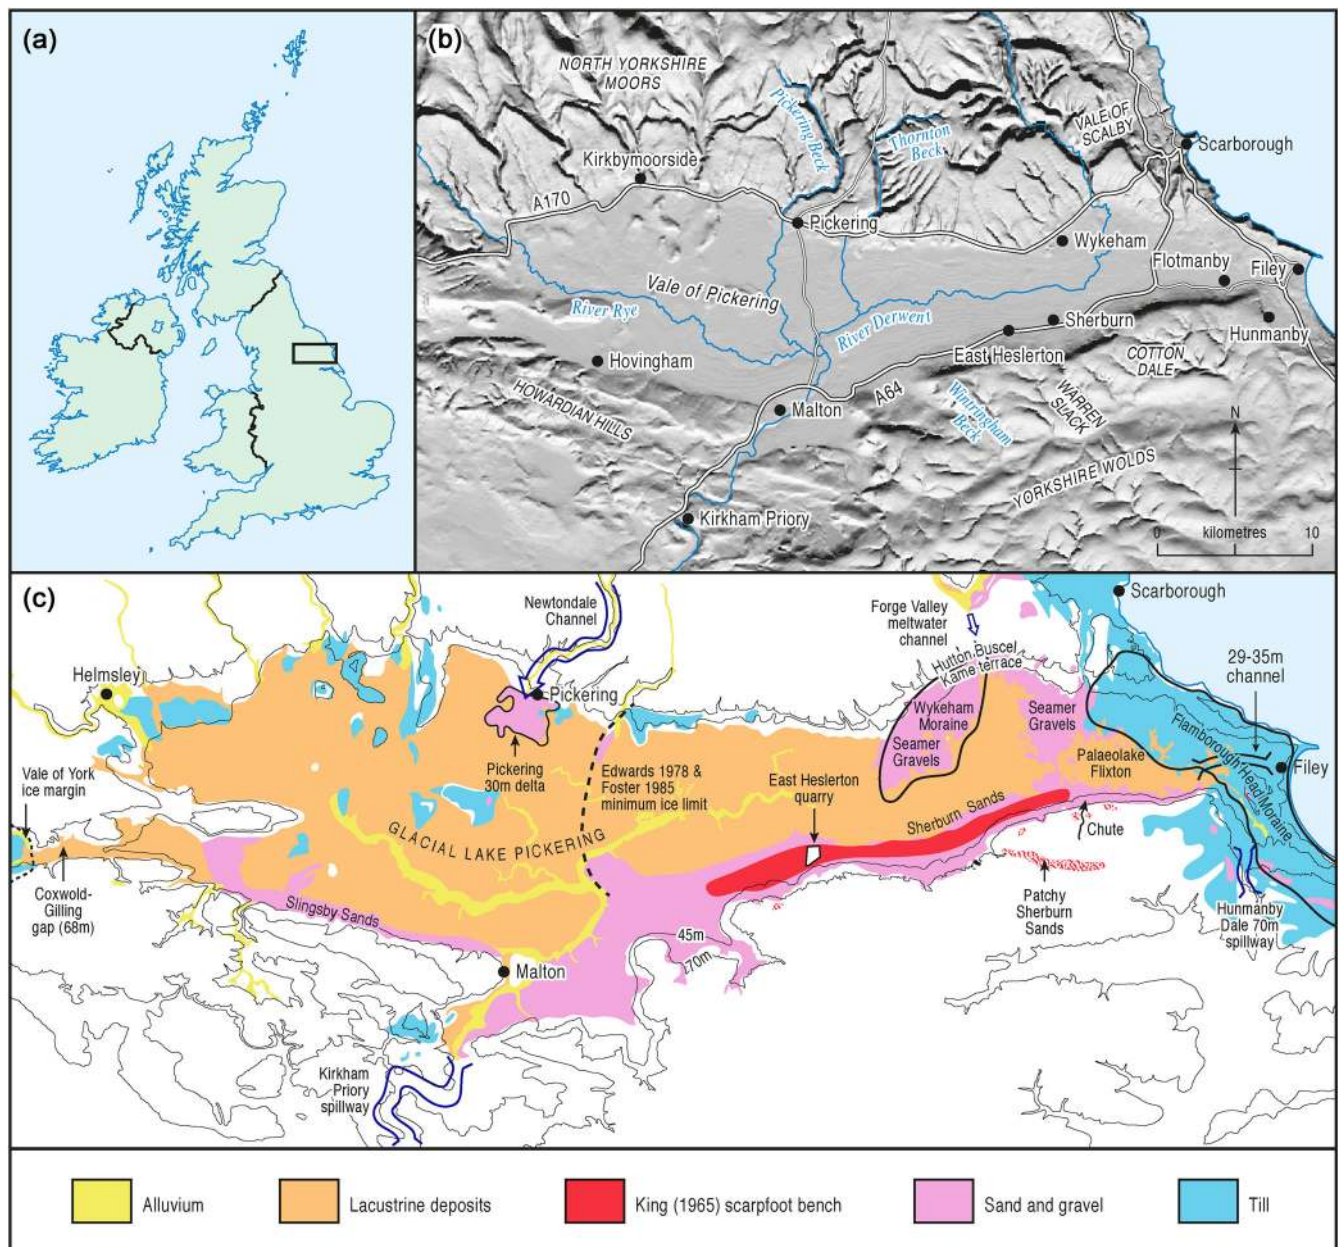 (a)
(b)
NORTH YORKSHIRE
MOORS
Pickering Beck
Thornton
Beck
VALE OF
SCALBY
Scarborough
Kirkbymoorside
A170
Pickering
Wykeham
Flotmanby
Filey
Vale of Pickering
River Rye
River Derwent
Sherburn
Hunmanby
Hovingham
East Heslerton
COTTON
DALE
HOWARDIAN HILLS
Malton
A64
Wintringham
Beck
WARREN
SLACK
N
YORKSHIRE WOLDS
Kirkham Priory
0
kilometres
10
(c)
Newtondale
Channel
Forge Valley
meltwater
channel
Scarborough
Helmsley
Pickering
Hutton Buscel
Kame terrace
29-35m
channel
Wykeham
Moraine
Seamer
Gravels
Seamer
Gravels
Flamborough Head Moraine
Palaeolake
Flixton
Filey
Vale of York
ice margin
Pickering
30m delta
Edwards 1978 &
Foster 1985
minimum ice limit
East Heslerton
quarry
Sherburn Sands
GLACIAL LAKE PICKERING
Chute
Coxwold-
Gilling
gap (68m)
Slingsby Sands
Patchy
Sherburn
Sands
Hunmanby
Dale 70m
spillway
45m
70m
Malton
Kirkham
Priory
spillway
Alluvium
Lacustrine deposits
King (1965) scarpfoot bench
Sand and gravel
Till